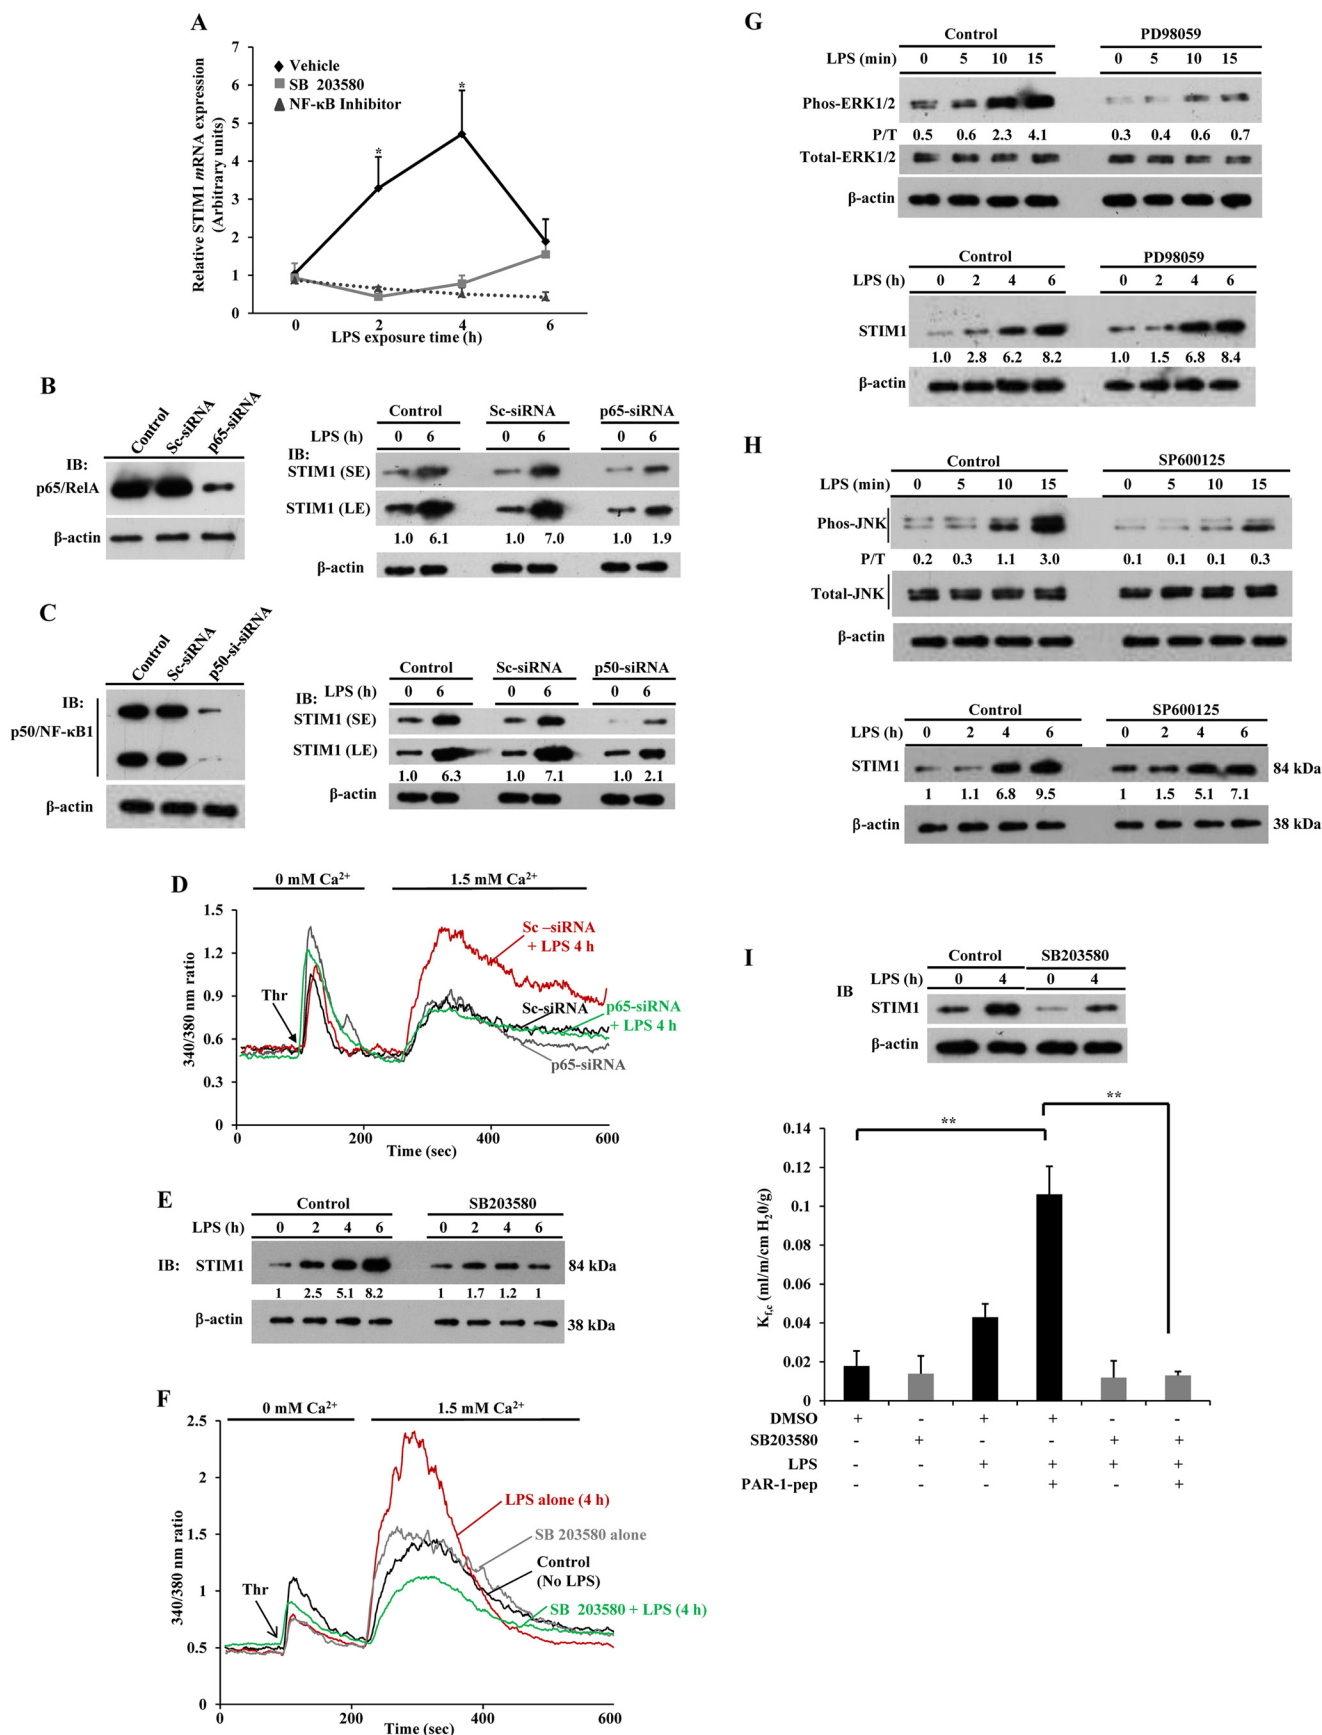 A
Relative STIM1 mRNA expression
(Arbitrary units)
7
6
5
4
3
2
1
0
Vehicle
SB 203580
NF-κB Inhibitor
*
*
0 2 4 6
LPS exposure time (h)
B
Control Sc-siRNA p65-siRNA
IB:
p65/RelA
β-actin
Control Sc-siRNA p65-siRNA
LPS (h) 0 6 0 6 0 6
IB:
STIM1 (SE)
STIM1 (LE)
1.0 6.1 1.0 7.0 1.0 1.9
β-actin
C
Control Sc-siRNA p50-si-siRNA
IB:
p50/NF-κB1
β-actin
Control Sc-siRNA p50-siRNA
LPS (h) 0 6 0 6 0 6
IB:
STIM1 (SE)
STIM1 (LE)
1.0 6.3 1.0 7.1 1.0 2.1
β-actin
D
0 mM Ca²⁺ 1.5 mM Ca²⁺
340/380 nm ratio
1.5
1.2
0.9
0.6
0.3
0
Thr
Sc –siRNA
+ LPS 4 h
Sc-siRNA
p65-siRNA
+ LPS 4 h
p65-siRNA
0 200 400 600
Time (sec)
E
Control SB203580
LPS (h) 0 2 4 6 0 2 4 6
IB: STIM1 84 kDa
1 2.5 5.1 8.2 1 1.7 1.2 1
β-actin 38 kDa
F
0 mM Ca²⁺ 1.5 mM Ca²⁺
340/380 nm ratio
2.5
2
1.5
1
0.5
0
Thr
LPS alone (4 h)
SB 203580 alone
Control
(No LPS)
SB 203580 + LPS (4 h)
0 200 400 600
Time (sec)
G
Control PD98059
LPS (min) 0 5 10 15 0 5 10 15
Phos-ERK1/2
P/T 0.5 0.6 2.3 4.1 0.3 0.4 0.6 0.7
Total-ERK1/2
β-actin
Control PD98059
LPS (h) 0 2 4 6 0 2 4 6
STIM1
1.0 2.8 6.2 8.2 1.0 1.5 6.8 8.4
β-actin
H
Control SP600125
LPS (min) 0 5 10 15 0 5 10 15
Phos-JNK
P/T 0.2 0.3 1.1 3.0 0.1 0.1 0.1 0.3
Total-JNK
β-actin
Control SP600125
LPS (h) 0 2 4 6 0 2 4 6
STIM1 84 kDa
1 1.1 6.8 9.5 1 1.5 5.1 7.1
β-actin 38 kDa
I
Control SB203580
LPS (h) 0 4 0 4
IB
STIM1
β-actin
** **
K_f,c (ml/m/cm H₂0/g)
0.14
0.12
0.1
0.08
0.06
0.04
0.02
0
DMSO + - + + - -
SB203580 - + - - + +
LPS - - + + + +
PAR-1-pep - - - + - +